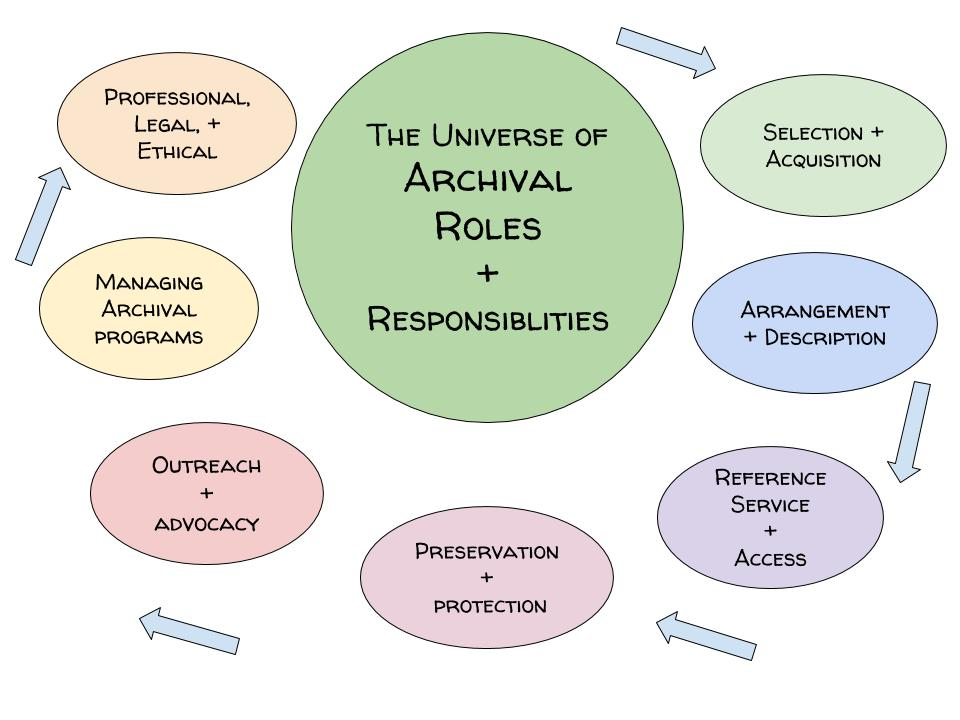 The Universe of
Archival
Roles
+
Responsiblities
Selection +
Acquisition
Arrangement
+ Description
Reference
Service
+
Access
Preservation
+
protection
Outreach
+
advocacy
Managing
Archival
programs
Professional,
Legal, +
Ethical